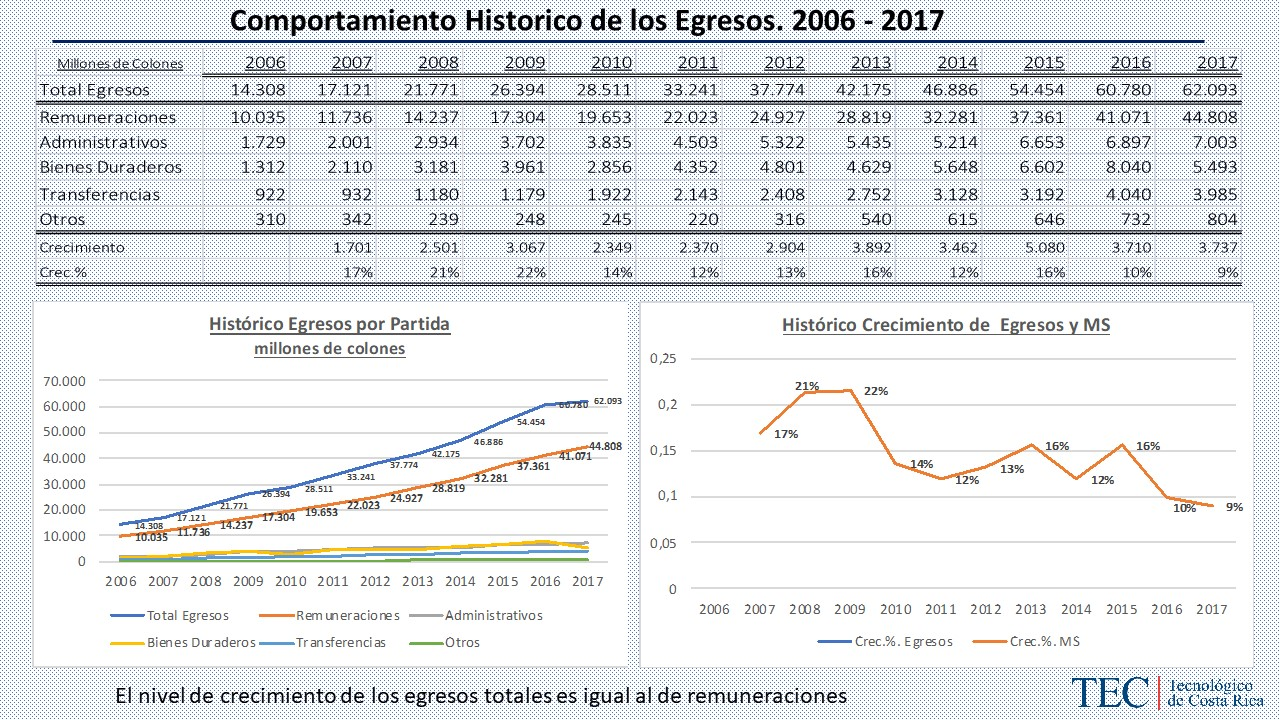 Comportamiento Historico de los Egresos. 2006 - 2017
Millones de Colones 2006 2007 2008 2009 2010 2011 2012 2013 2014 2015 2016 2017
Total Egresos 14.308 17.121 21.771 26.394 28.511 33.241 37.774 42.175 46.886 54.454 60.780 62.093
Remuneraciones 10.035 11.736 14.237 17.304 19.653 22.023 24.927 28.819 32.281 37.361 41.071 44.808
Administrativos 1.729 2.001 2.934 3.702 3.835 4.503 5.322 5.435 5.214 6.653 6.897 7.003
Bienes Duraderos 1.312 2.110 3.181 3.961 2.856 4.352 4.801 4.629 5.648 6.602 8.040 5.493
Transferencias 922 932 1.180 1.179 1.922 2.143 2.408 2.752 3.128 3.192 4.040 3.985
Otros 310 342 239 248 245 220 316 540 615 646 732 804
Crecimiento 1.701 2.501 3.067 2.349 2.370 2.904 3.892 3.462 5.080 3.710 3.737
Crec.% 17% 21% 22% 14% 12% 13% 16% 12% 16% 10% 9%
Histórico Egresos por Partida
millones de colones
70.000
60.000
50.000
40.000
30.000
20.000
10.000
0
14.308 17.121 21.771 26.394 28.511 33.241 37.774 42.175 46.886 54.454 60.780 62.093
10.035 11.736 14.237 17.304 19.653 22.023 24.927 28.819 32.281 37.361 41.071 44.808
2006 2007 2008 2009 2010 2011 2012 2013 2014 2015 2016 2017
Total Egresos Remuneraciones Administrativos
Bienes Duraderos Transferencias Otros
Histórico Crecimiento de Egresos y MS
0,25
0,2
0,15
0,1
0,05
0
17% 21% 22% 14% 12% 13% 16% 12% 16% 10% 9%
2006 2007 2008 2009 2010 2011 2012 2013 2014 2015 2016 2017
Crec.%. Egresos Crec.%. MS
El nivel de crecimiento de los egresos totales es igual al de remuneraciones
TEC Tecnológico
de Costa Rica